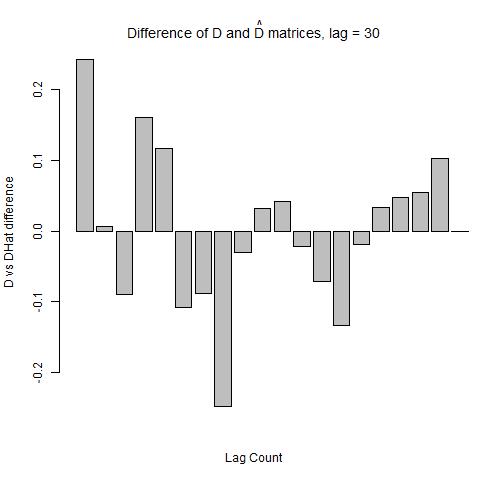 Difference of D and D̂ matrices, lag = 30
0.2
0.1
0.0
-0.1
-0.2
D vs DHat difference
Lag Count